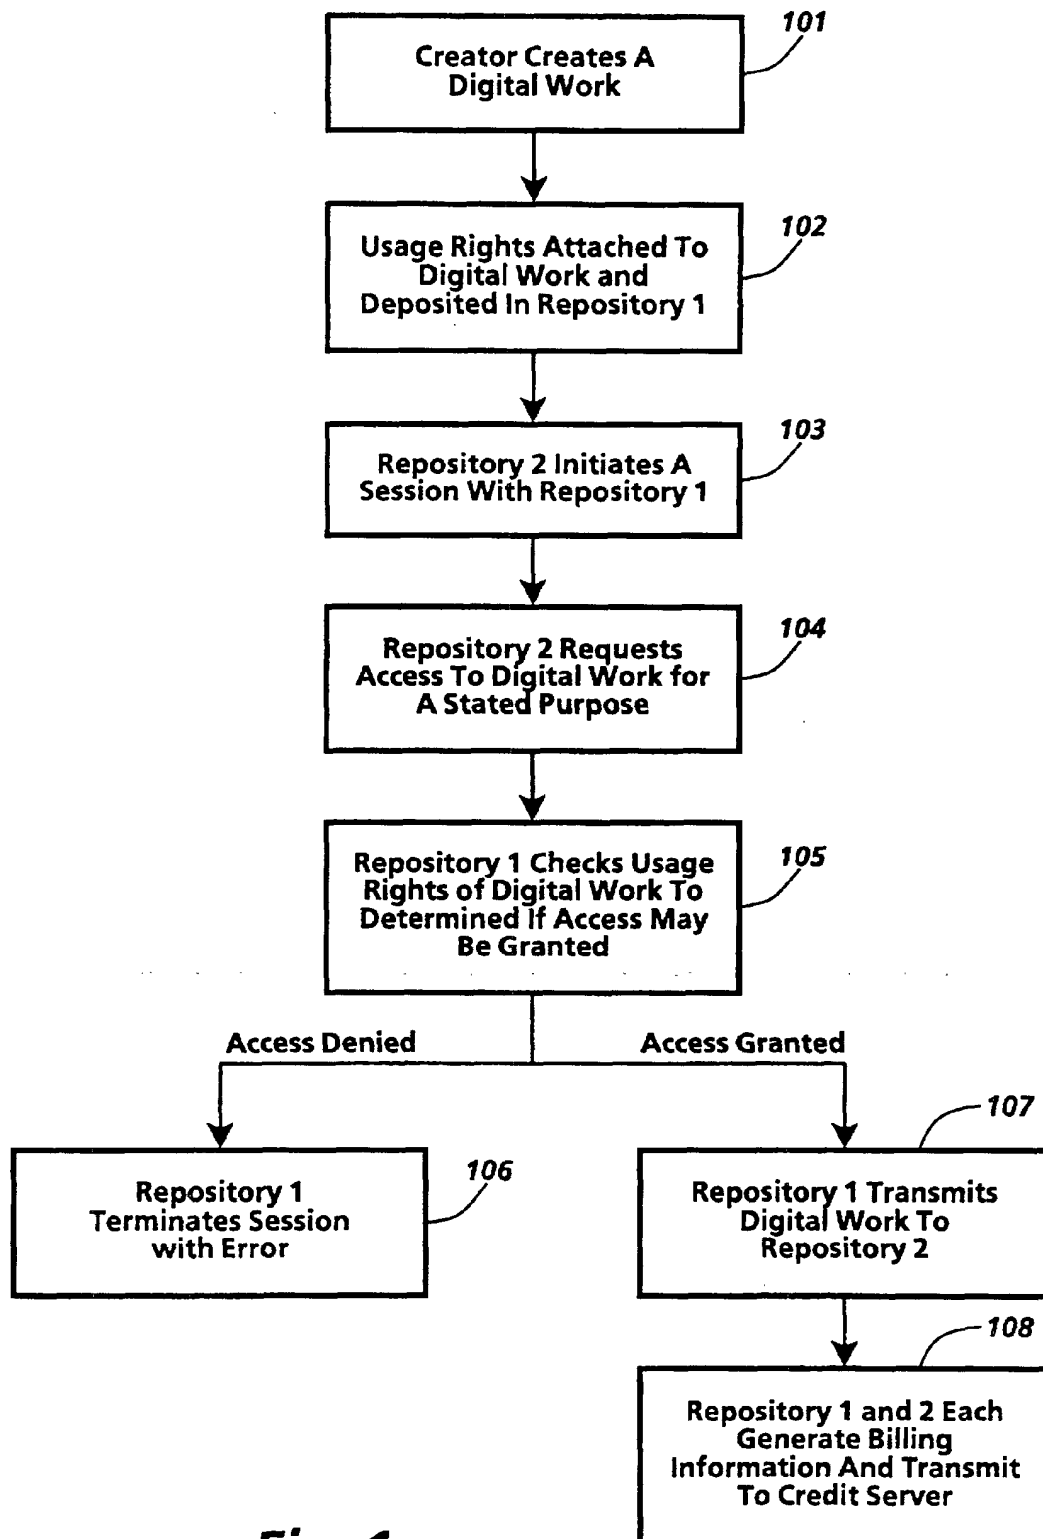 101
Creator Creates A
Digital Work
102
Usage Rights Attached To
Digital Work and
Deposited In Repository 1
103
Repository 2 Initiates A
Session With Repository 1
104
Repository 2 Requests
Access To Digital Work for
A Stated Purpose
105
Repository 1 Checks Usage
Rights of Digital Work To
Determined If Access May
Be Granted
Access Denied
Access Granted
106
Repository 1
Terminates Session
with Error
107
Repository 1 Transmits
Digital Work To
Repository 2
108
Repository 1 and 2 Each
Generate Billing
Information And Transmit
To Credit Server